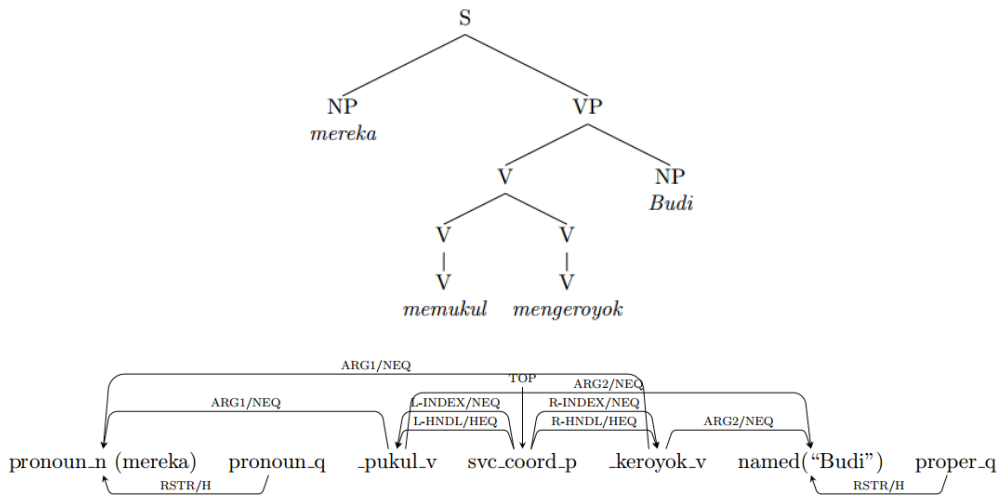 S
NP VP
mereka
V NP
Budi
V V
V V
memukul mengeroyok
ARG1/NEQ
TOP ARG2/NEQ
ARG1/NEQ L-INDEX/NEQ R-INDEX/NEQ
L-HNDL/HEQ R-HNDL/HEQ ARG2/NEQ
pronoun_n (mereka) pronoun_q _pukul_v svc_coord_p _keroyok_v named(“Budi”) proper_q
RSTR/H RSTR/H